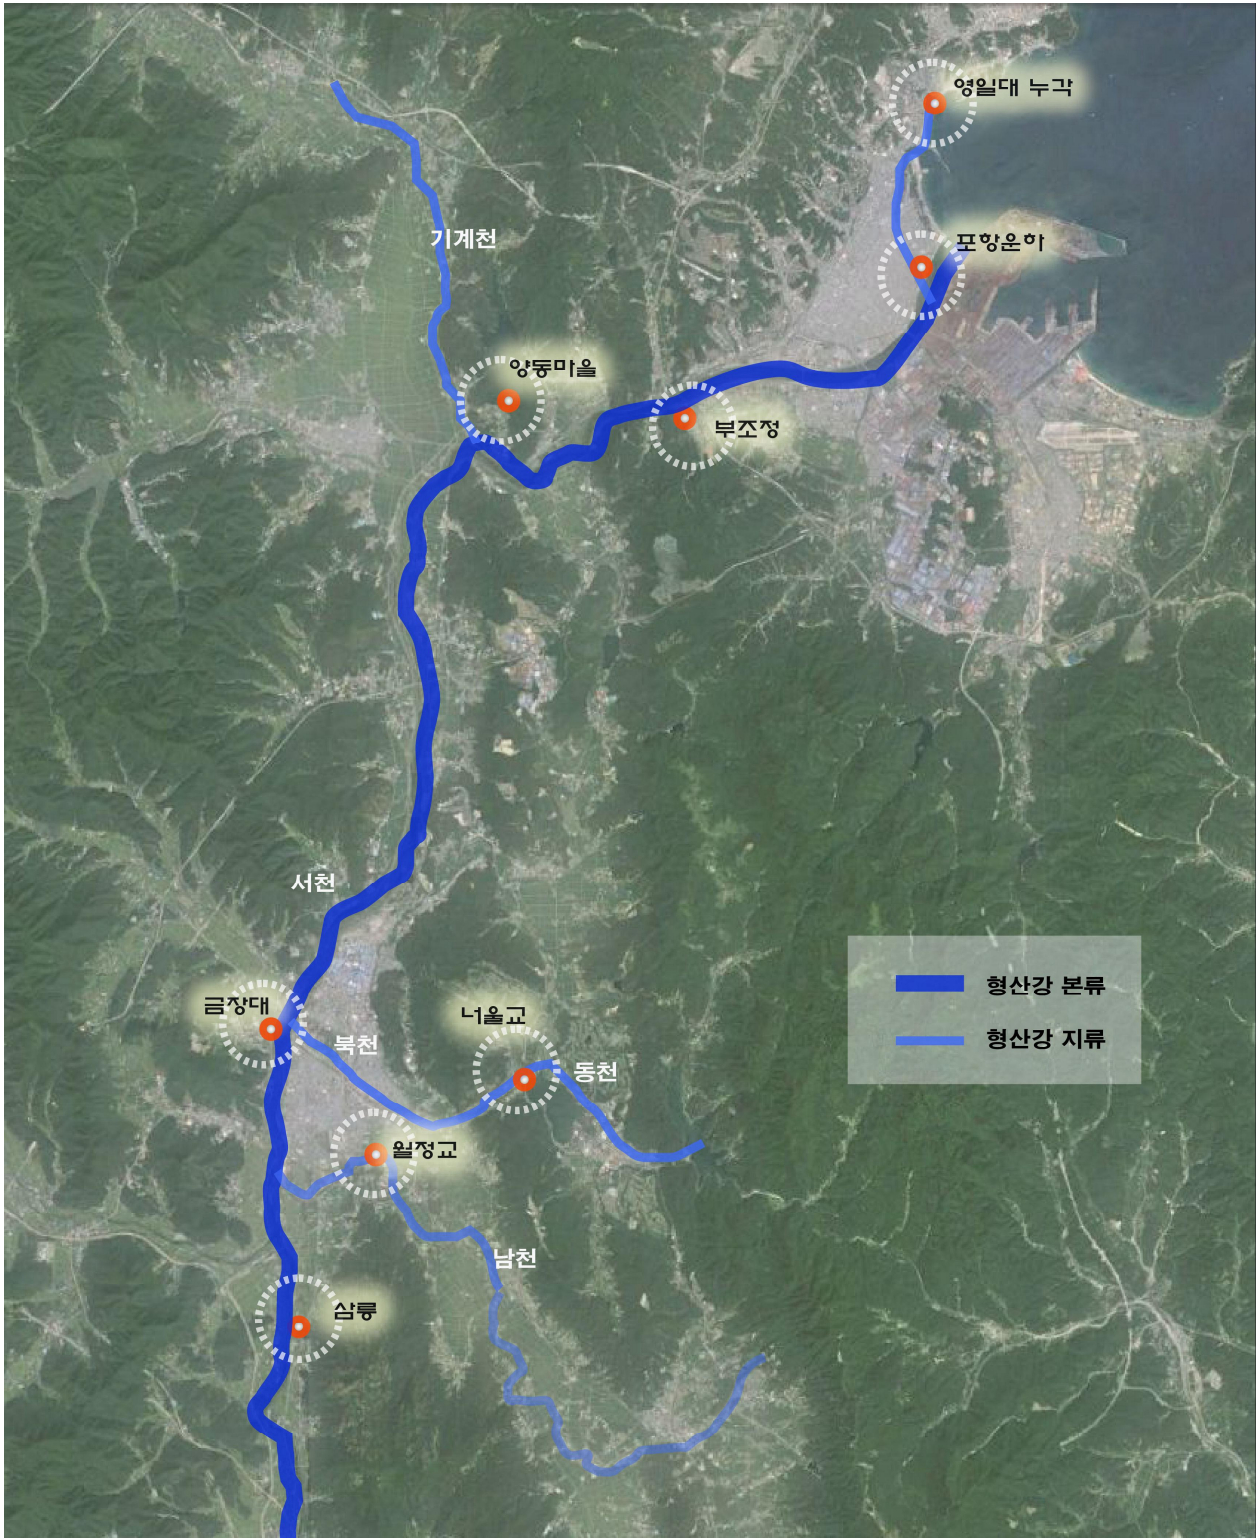 영일대 누각
포항운하
기계천
양동마을
부조정
서천
금장대
너울교
북천
동천
월정교
남천
삼릉
형산강 본류
형산강 지류